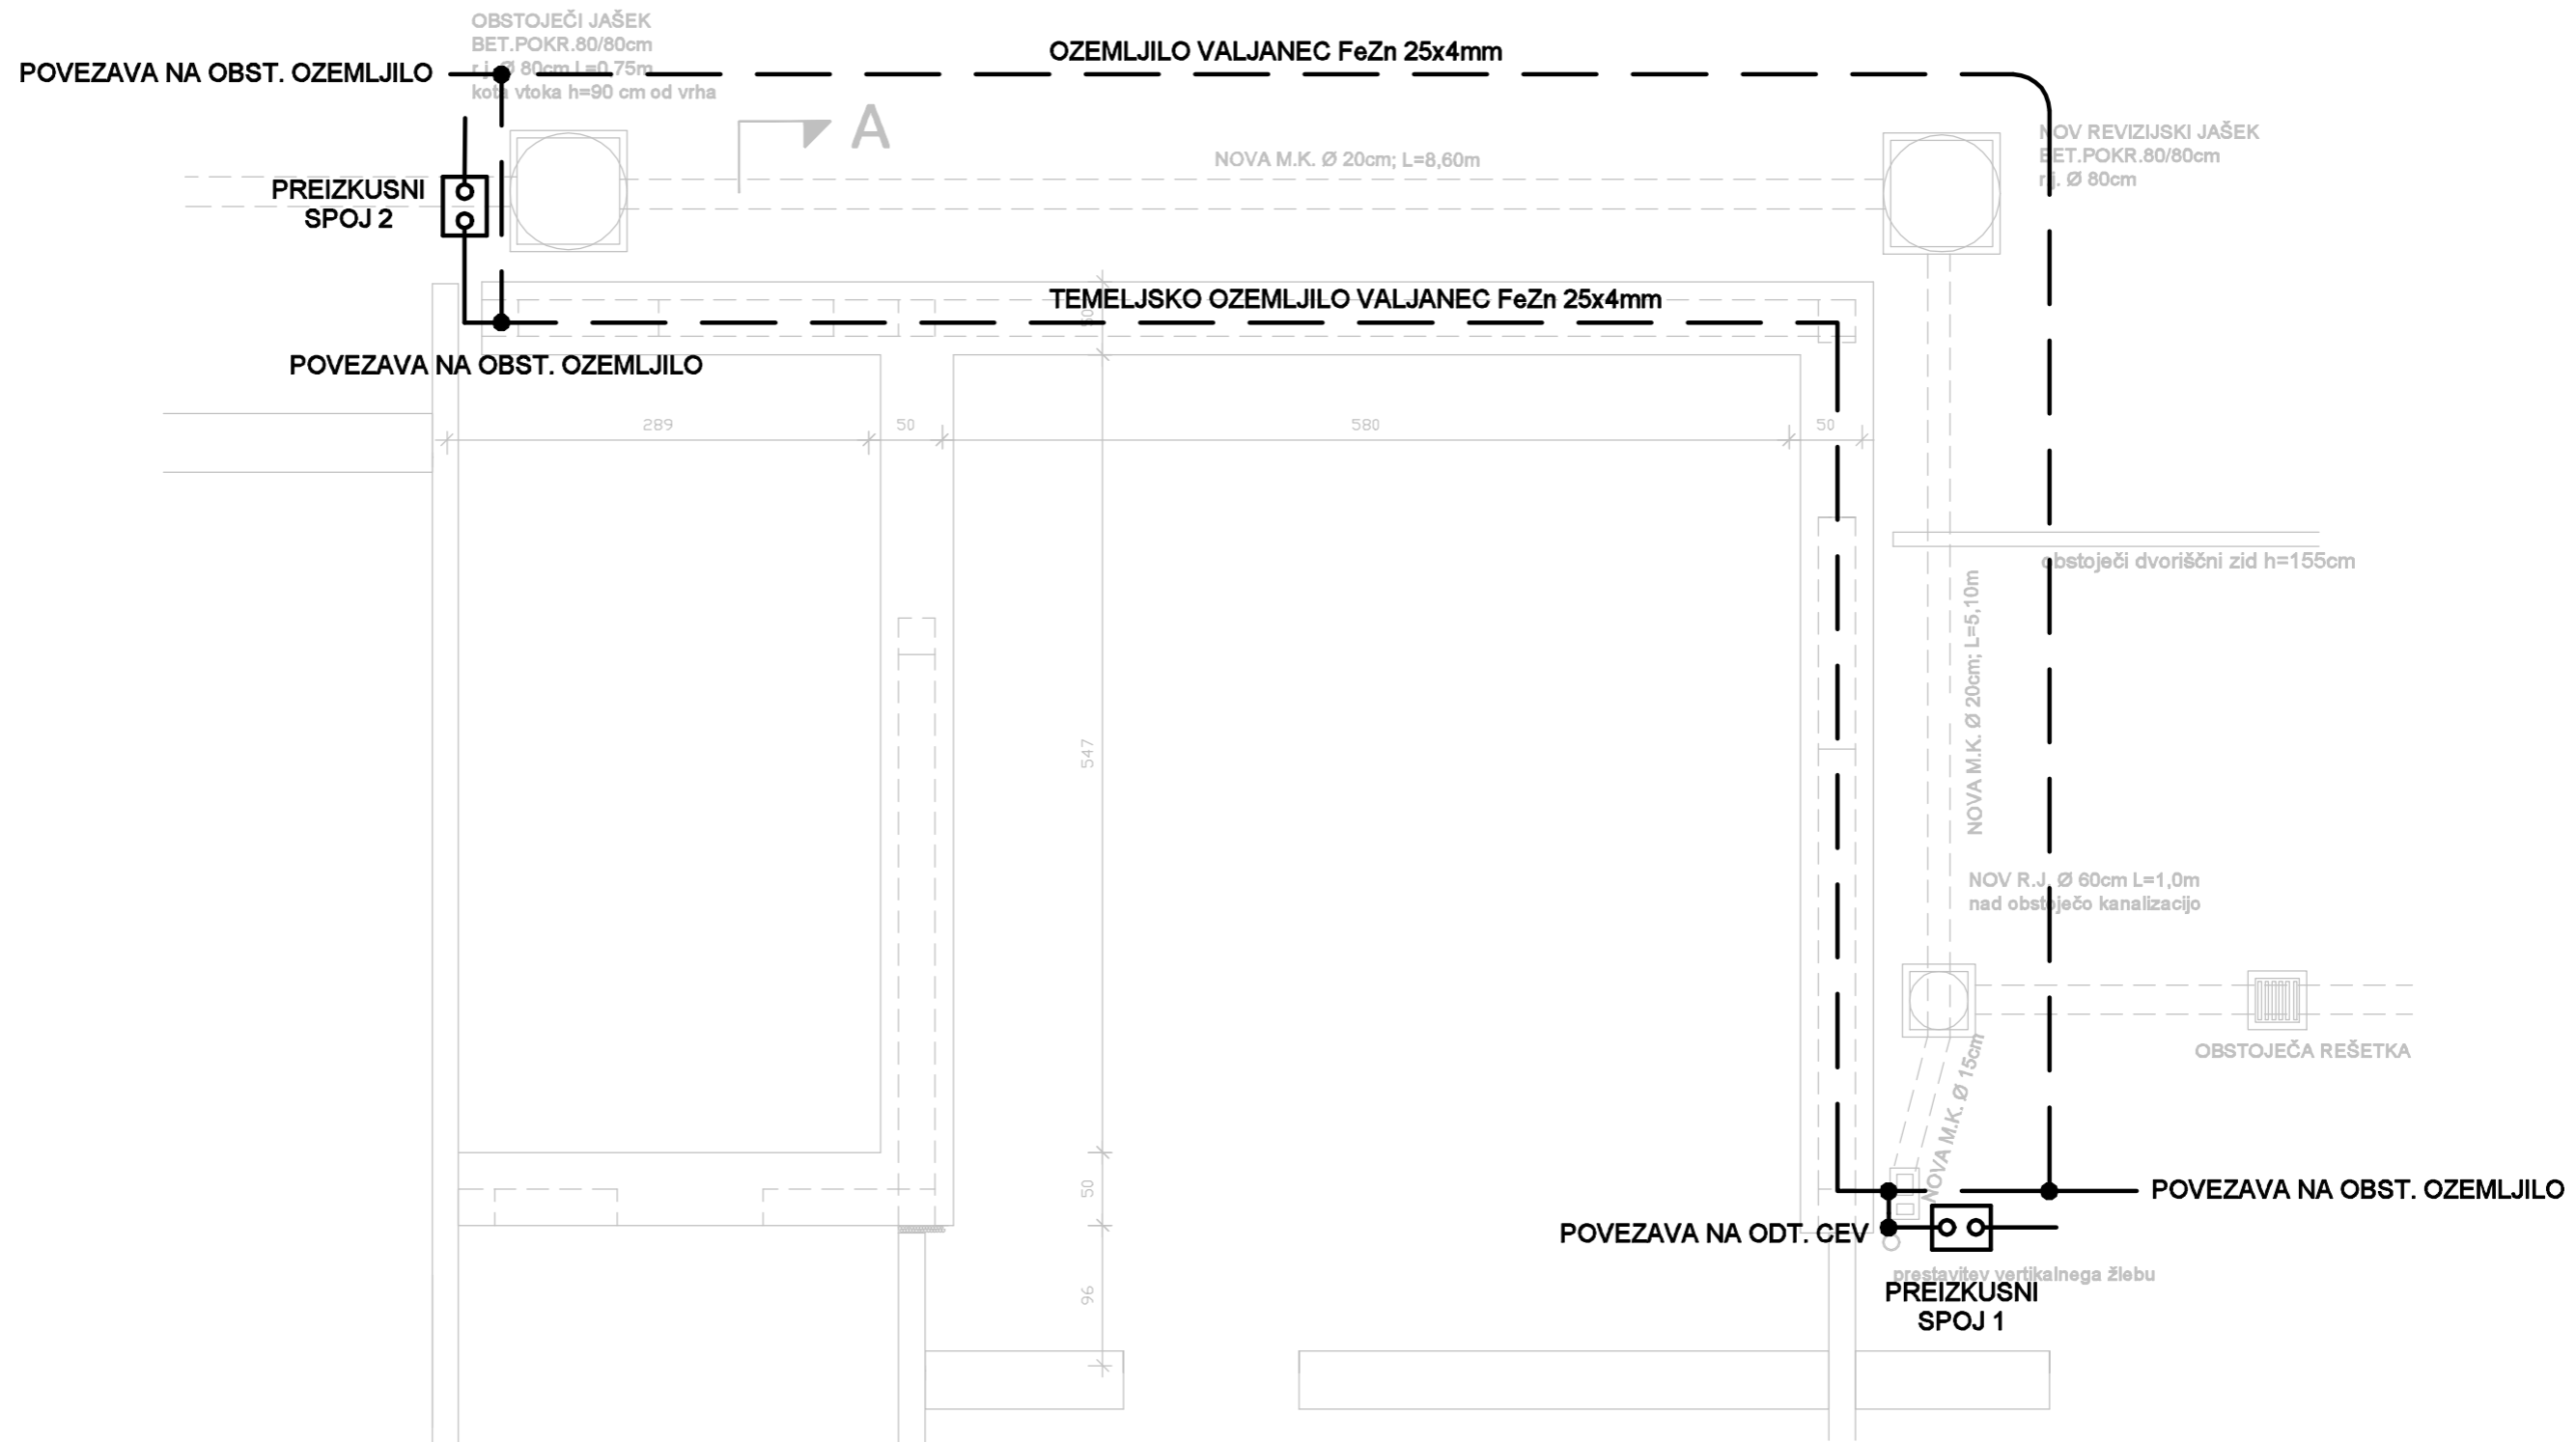 OBSTOJEČI JAŠEK
BET.POKR.80/80cm
r.j. Ø 80cm L=0,75m
kota vtoka h=90 cm od vrha
POVEZAVA NA OBST. OZEMLJILO
OZEMLJILO VALJANEC FeZn 25x4mm
A
NOVA M.K. Ø 20cm; L=8,60m
NOV REVIZIJSKI JAŠEK
BET.POKR.80/80cm
r.j. Ø 80cm
PREIZKUSNI
SPOJ 2
TEMELJSKO OZEMLJILO VALJANEC FeZn 25x4mm
50
POVEZAVA NA OBST. OZEMLJILO
289
50
580
50
obstoječi dvoriščni zid h=155cm
NOVA M.K. Ø 20cm; L=5,10m
547
NOV R.J. Ø 60cm L=1,0m
nad obstoječo kanalizacijo
OBSTOJEČA REŠETKA
NOVA M.K. Ø 15cm
50
POVEZAVA NA OBST. OZEMLJILO
POVEZAVA NA ODT. CEV
96
prestavitev vertikalnega žlebu
PREIZKUSNI
SPOJ 1